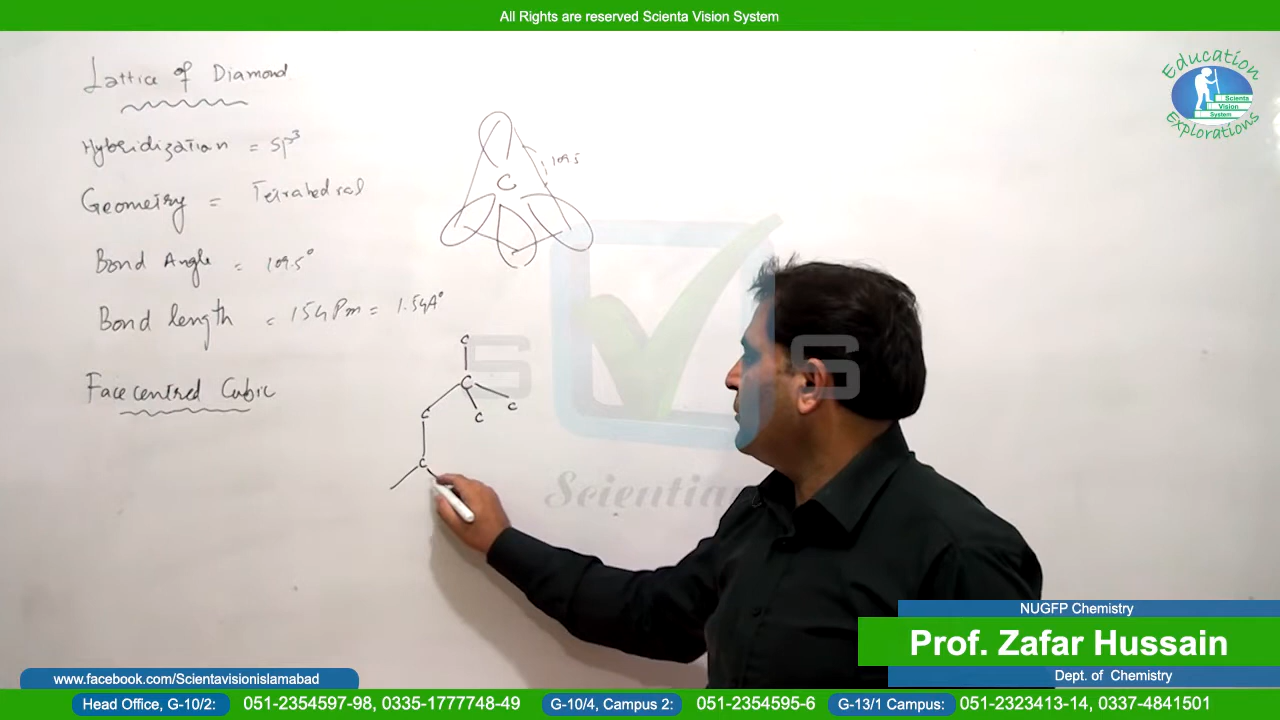 All Rights are reserved Scienta Vision System
Education
Scienta
Vision
System
Explorations
Lattice of Diamond
Hybridization = sp³
Geometry = Tetrahedral
Bond Angle = 109.5°
Bond length = 154 Pm = 1.54A°
Face centred Cubic
109.5
C
C
C
C
C
C
C
S S
Scientia
NUGFP Chemistry
Prof. Zafar Hussain
Dept. of Chemistry
www.facebook.com/Scientavisionislamabad
Head Office, G-10/2: 051-2354597-98, 0335-1777748-49 G-10/4, Campus 2: 051-2354595-6 G-13/1 Campus: 051-2323413-14, 0337-4841501